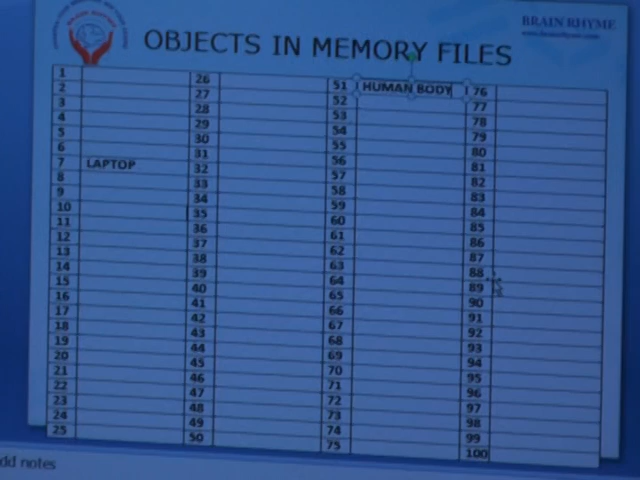 BRAIN RHYME
OBJECTS IN MEMORY FILES
1 26 51 HUMAN BODY 76
2 27 52 77
3 28 53 78
4 29 54 79
5 30 55 80
6 31 56 81
7 LAPTOP 32 57 82
8 33 58 83
9 34 59 84
10 35 60 85
11 36 61 86
12 37 62 87
13 38 63 88
14 39 64 89
15 40 65 90
16 41 66 91
17 42 67 92
18 43 68 93
19 44 69 94
20 45 70 95
21 46 71 96
22 47 72 97
23 48 73 98
24 49 74 99
25 50 75 100
dd notes